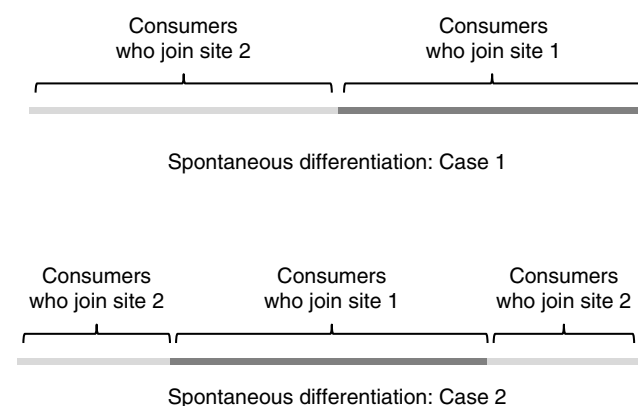 Consumers
who join site 2
Consumers
who join site 1
Spontaneous differentiation: Case 1
Consumers
who join site 2
Consumers
who join site 1
Consumers
who join site 2
Spontaneous differentiation: Case 2